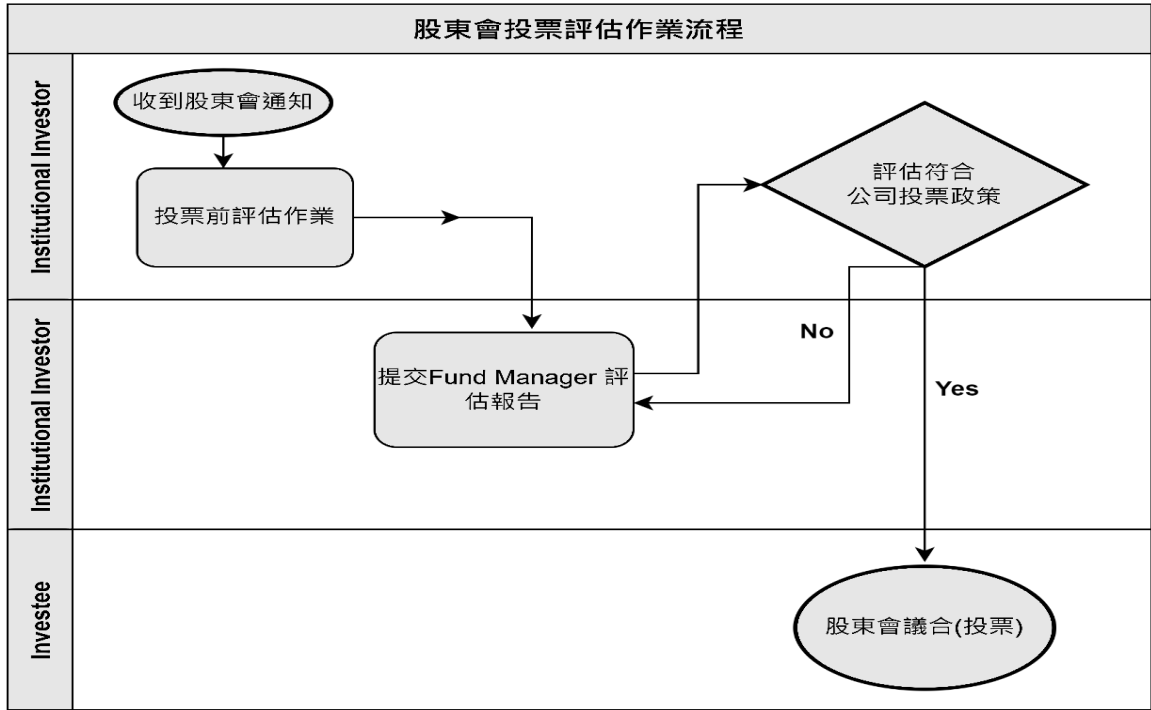 股東會投票評估作業流程
Institutional Investor
收到股東會通知
投票前評估作業
評估符合
公司投票政策
Institutional Investor
提交Fund Manager 評
估報告
No
Yes
Investee
股東會議合(投票)